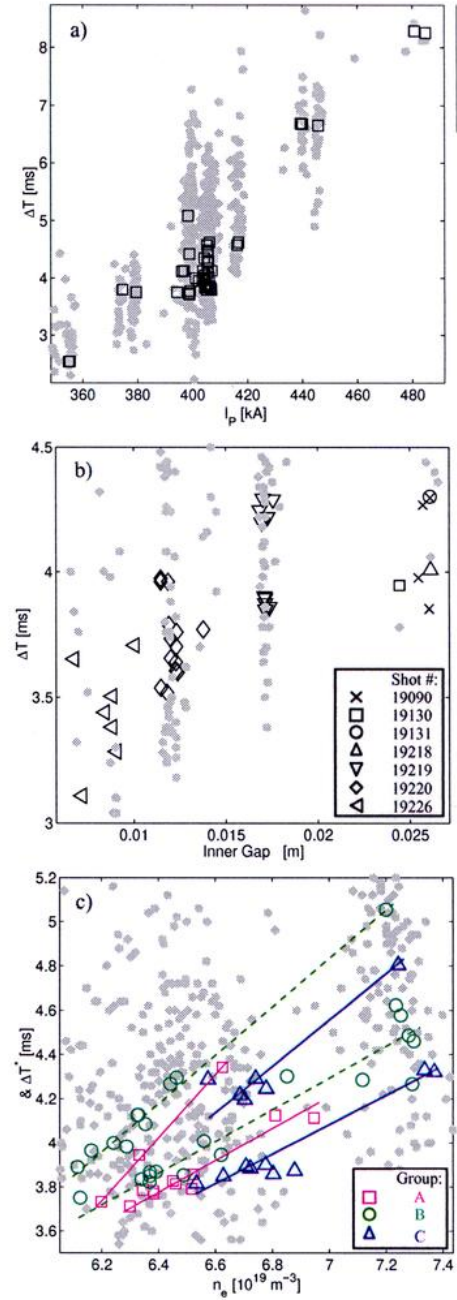 a)
8
7
6
5
4
3
ΔT [ms]
360 380 400 420 440 460 480
I_P [kA]
b)
4.5
4
3.5
3
ΔT [ms]
Shot #:
19090
19130
19131
19218
19219
19220
19226
0.01 0.015 0.02 0.025
Inner Gap [m]
c)
5.2
5
4.8
4.6
4.4
4.2
4
3.8
3.6
& ΔT* [ms]
Group:
A
B
C
6.2 6.4 6.6 6.8 7 7.2 7.4
n_e [10^19 m^-3]